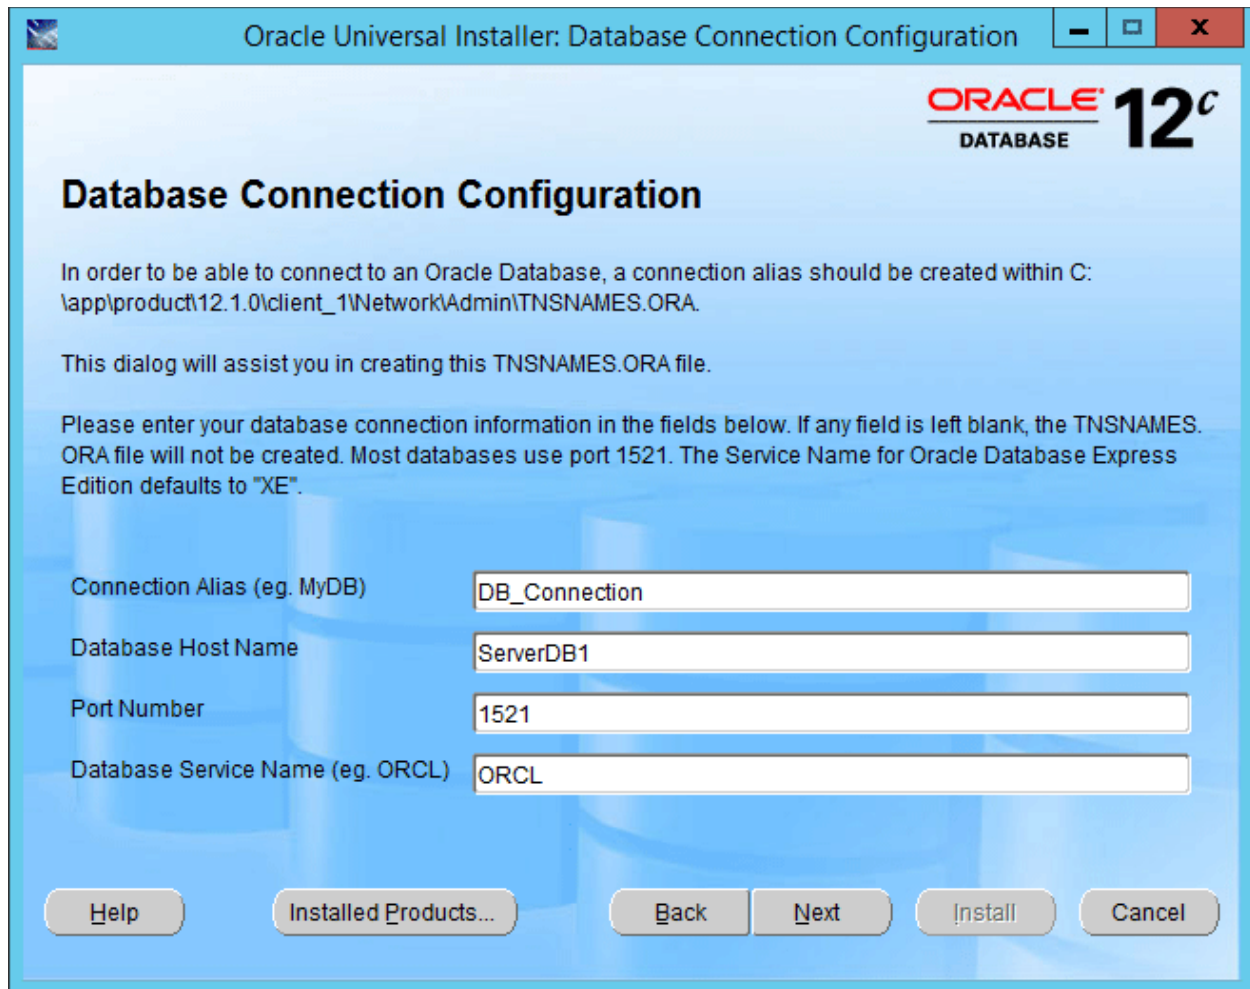 Oracle Universal Installer: Database Connection Configuration
ORACLE 12c
DATABASE
Database Connection Configuration
In order to be able to connect to an Oracle Database, a connection alias should be created within C:
\app\product\12.1.0\client_1\Network\Admin\TNSNAMES.ORA.
This dialog will assist you in creating this TNSNAMES.ORA file.
Please enter your database connection information in the fields below. If any field is left blank, the TNSNAMES.
ORA file will not be created. Most databases use port 1521. The Service Name for Oracle Database Express
Edition defaults to "XE".
Connection Alias (eg. MyDB) DB_Connection
Database Host Name ServerDB1
Port Number 1521
Database Service Name (eg. ORCL) ORCL
Help Installed Products... Back Next Install Cancel